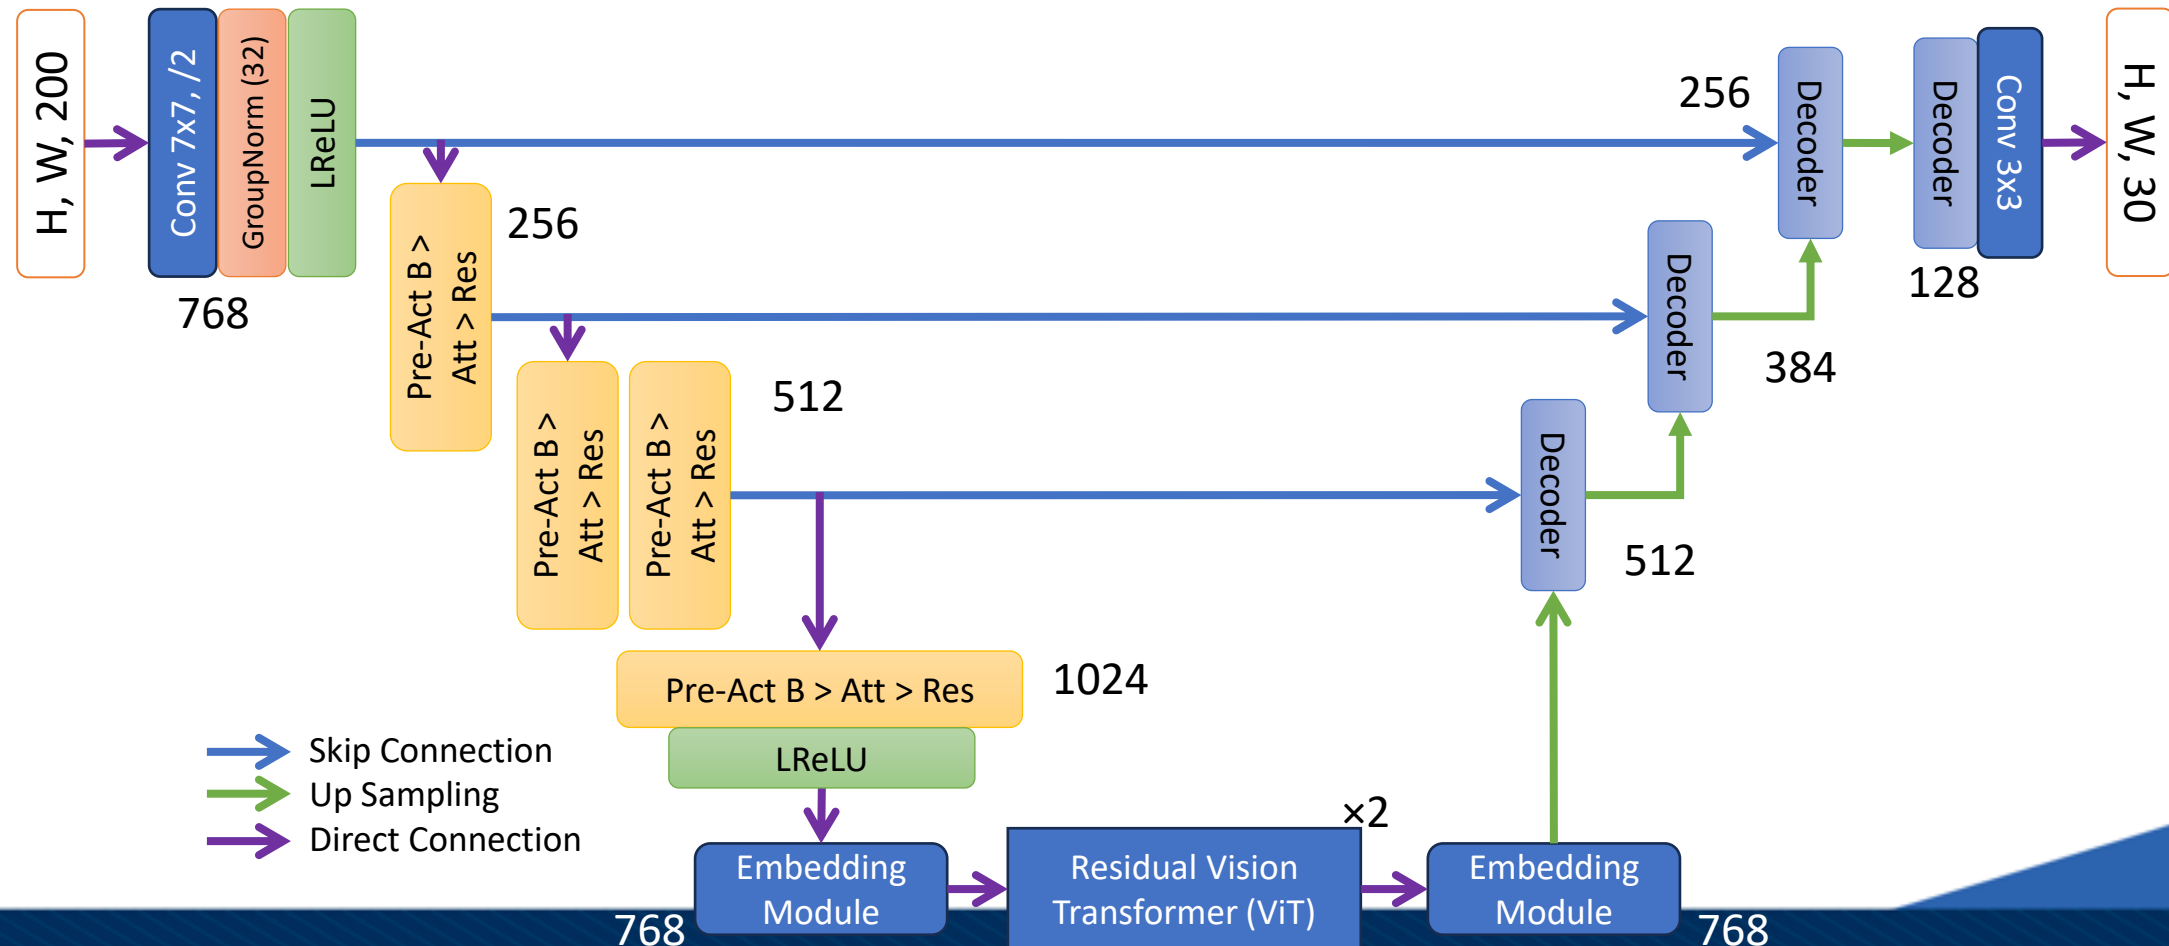 H, W, 200
Conv 7x7, /2
GroupNorm (32)
LReLU
768
256
Decoder
Decoder
Conv 3x3
H, W, 30
128
Pre-Act B >
Att > Res
256
Decoder
384
Pre-Act B >
Att > Res
Pre-Act B >
Att > Res
512
Decoder
512
Pre-Act B > Att > Res
1024
LReLU
Skip Connection
Up Sampling
Direct Connection
Embedding
Module
768
Residual Vision
Transformer (ViT)
×2
Embedding
Module
768